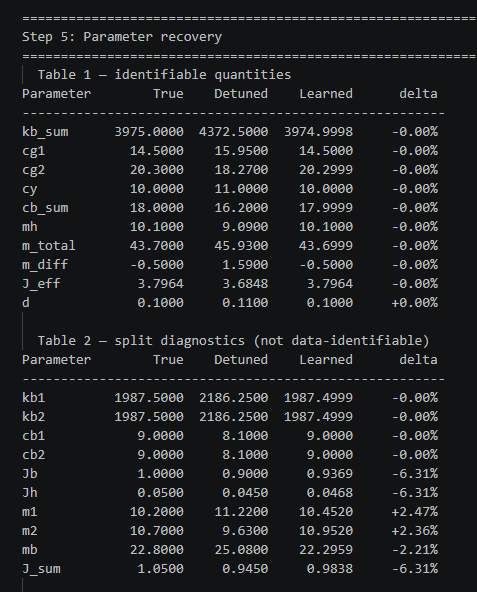 ============================================================
Step 5: Parameter recovery
============================================================
Table 1 — identifiable quantities
Parameter True Detuned Learned delta
-------------------------------------------------------
kb_sum 3975.0000 4372.5000 3974.9998 -0.00%
cg1 14.5000 15.9500 14.5000 -0.00%
cg2 20.3000 18.2700 20.2999 -0.00%
cy 10.0000 11.0000 10.0000 -0.00%
cb_sum 18.0000 16.2000 17.9999 -0.00%
mh 10.1000 9.0900 10.1000 -0.00%
m_total 43.7000 45.9300 43.6999 -0.00%
m_diff -0.5000 1.5900 -0.5000 -0.00%
J_eff 3.7964 3.6848 3.7964 -0.00%
d 0.1000 0.1100 0.1000 +0.00%
Table 2 — split diagnostics (not data-identifiable)
Parameter True Detuned Learned delta
-------------------------------------------------------
kb1 1987.5000 2186.2500 1987.4999 -0.00%
kb2 1987.5000 2186.2500 1987.4999 -0.00%
cb1 9.0000 8.1000 9.0000 -0.00%
cb2 9.0000 8.1000 9.0000 -0.00%
Jb 1.0000 0.9000 0.9369 -6.31%
Jh 0.0500 0.0450 0.0468 -6.31%
m1 10.2000 11.2200 10.4520 +2.47%
m2 10.7000 9.6300 10.9520 +2.36%
mb 22.8000 25.0800 22.2959 -2.21%
J_sum 1.0500 0.9450 0.9838 -6.31%